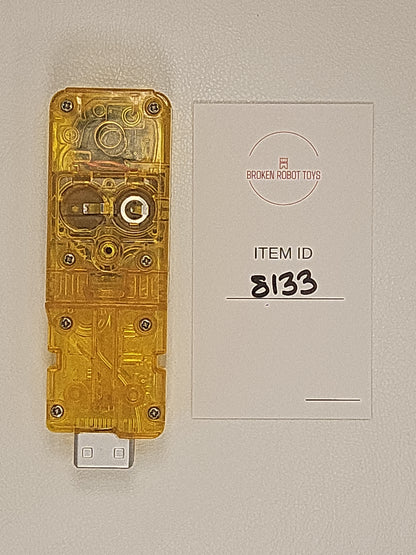 BROKEN ROBOT TOYS
ITEM ID
8133